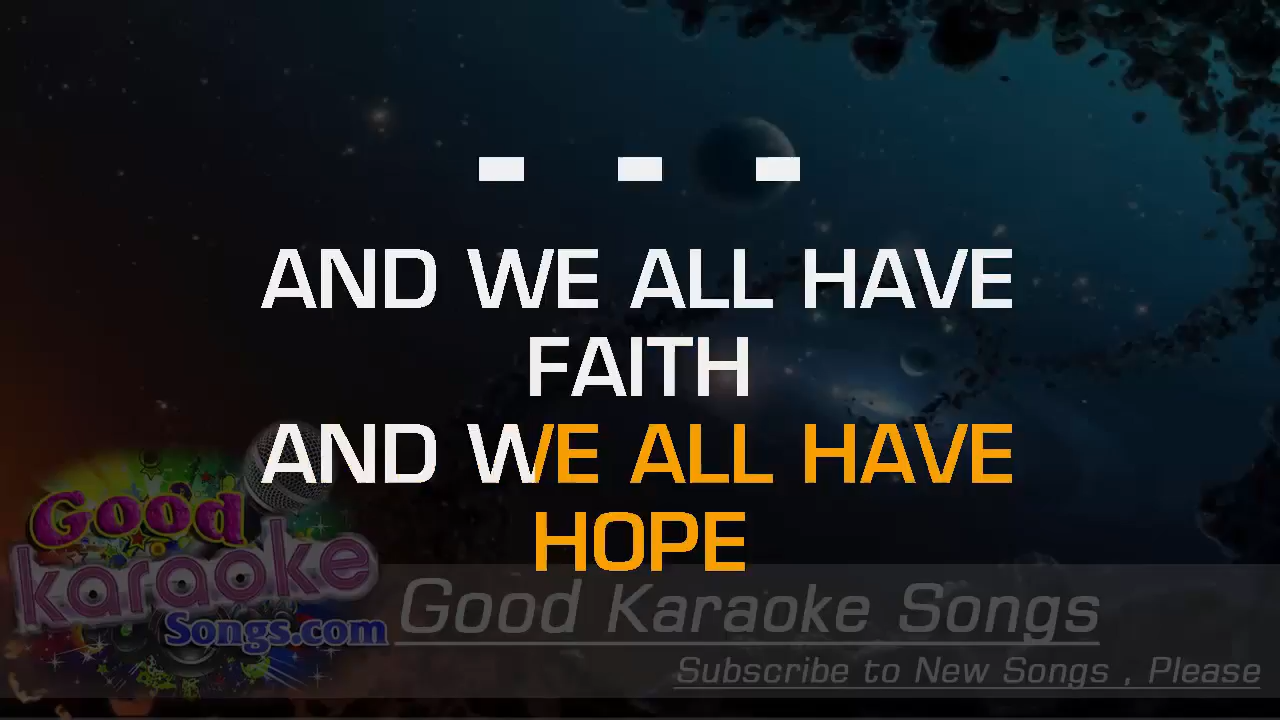 - - -
AND WE ALL HAVE
FAITH
AND WE ALL HAVE
HOPE
Good
karaoke
Songs.com
Good Karaoke Songs
Subscribe to New Songs , Please